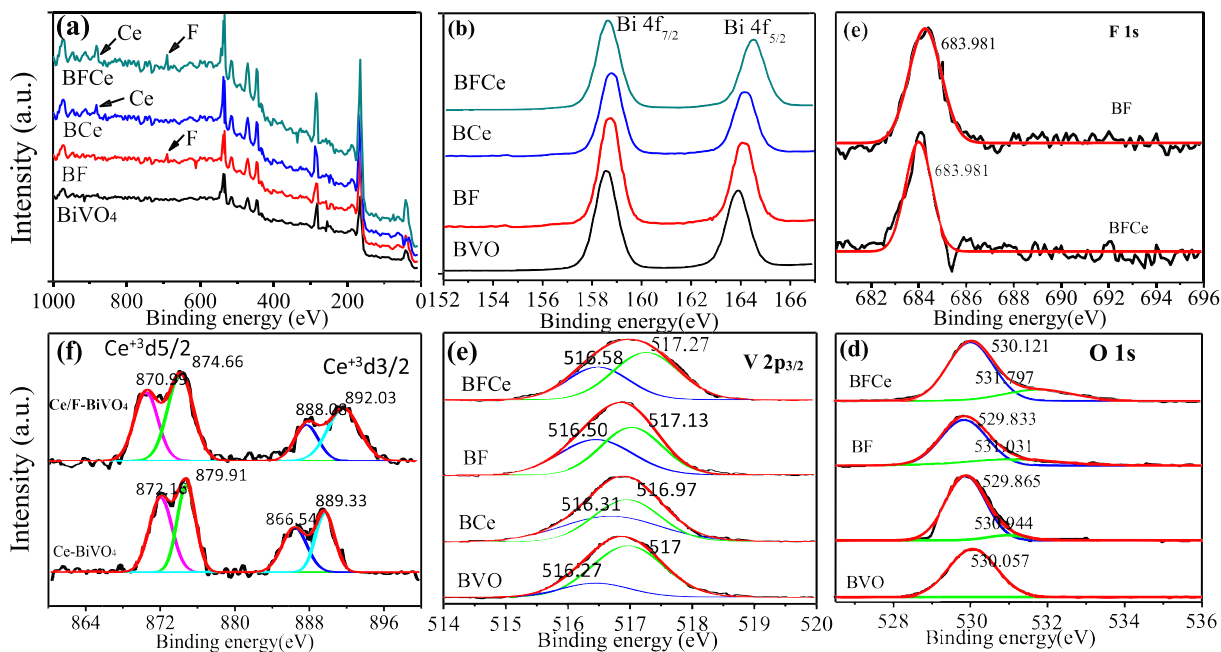 (a)
Ce
F
BFCe
Ce
BCe
F
BF
BiVO₄
Intensity (a.u.)
1000 800 600 400 200 0
Binding energy (eV)
(b)
Bi 4f7/2
Bi 4f5/2
BFCe
BCe
BF
BVO
152 154 156 158 160 162 164 166
Binding energy(eV)
(e)
F 1s
683.981
BF
683.981
BFCe
682 684 686 688 690 692 694 696
Binding energy(eV)
(f)
Ce⁺³d5/2
Ce⁺³d3/2
874.66
870.99
892.03
888.08
Ce/F-BiVO₄
879.91
872.16
889.33
866.54
Ce-BiVO₄
Intensity (a.u.)
864 872 880 888 896
Binding energy(eV)
(e)
V 2p3/2
517.27
516.58
BFCe
517.13
516.50
BF
516.97
516.31
BCe
517
516.27
BVO
514 515 516 517 518 519 520
Binding energy(eV)
(d)
O 1s
530.121
531.797
BFCe
529.833
531.031
BF
529.865
530.944
530.057
BVO
528 530 532 534 536
Binding energy(eV)